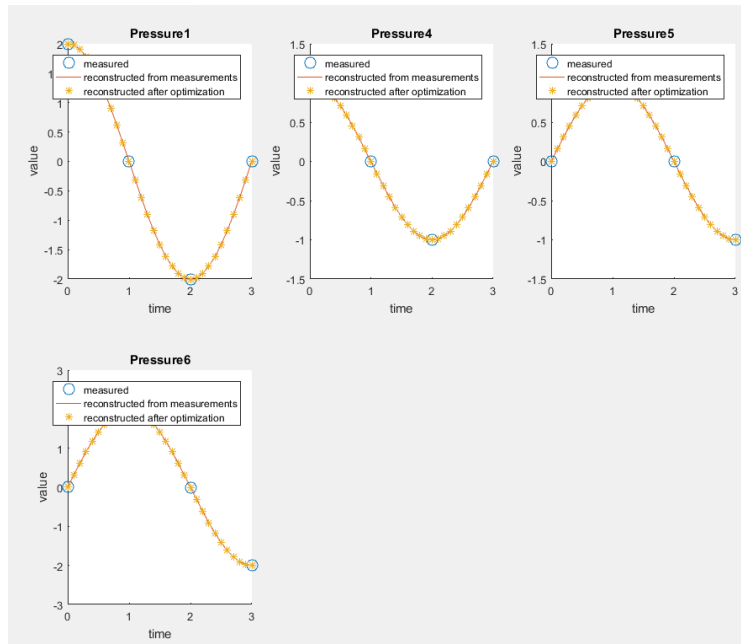 Pressure1
Pressure4
Pressure5
2
1
0.5
0
-0.5
-1
-1.5
-2
value
measured
reconstructed from measurements
reconstructed after optimization
0 1 2 3
time
1.5
0.5
0
-0.5
-1
-1.5
value
measured
reconstructed from measurements
reconstructed after optimization
0 1 2 3
time
1.5
0.5
0
-0.5
-1
-1.5
value
measured
reconstructed from measurements
reconstructed after optimization
0 1 2 3
time
Pressure6
3
1
0
-1
-2
-3
value
measured
reconstructed from measurements
reconstructed after optimization
0 1 2 3
time